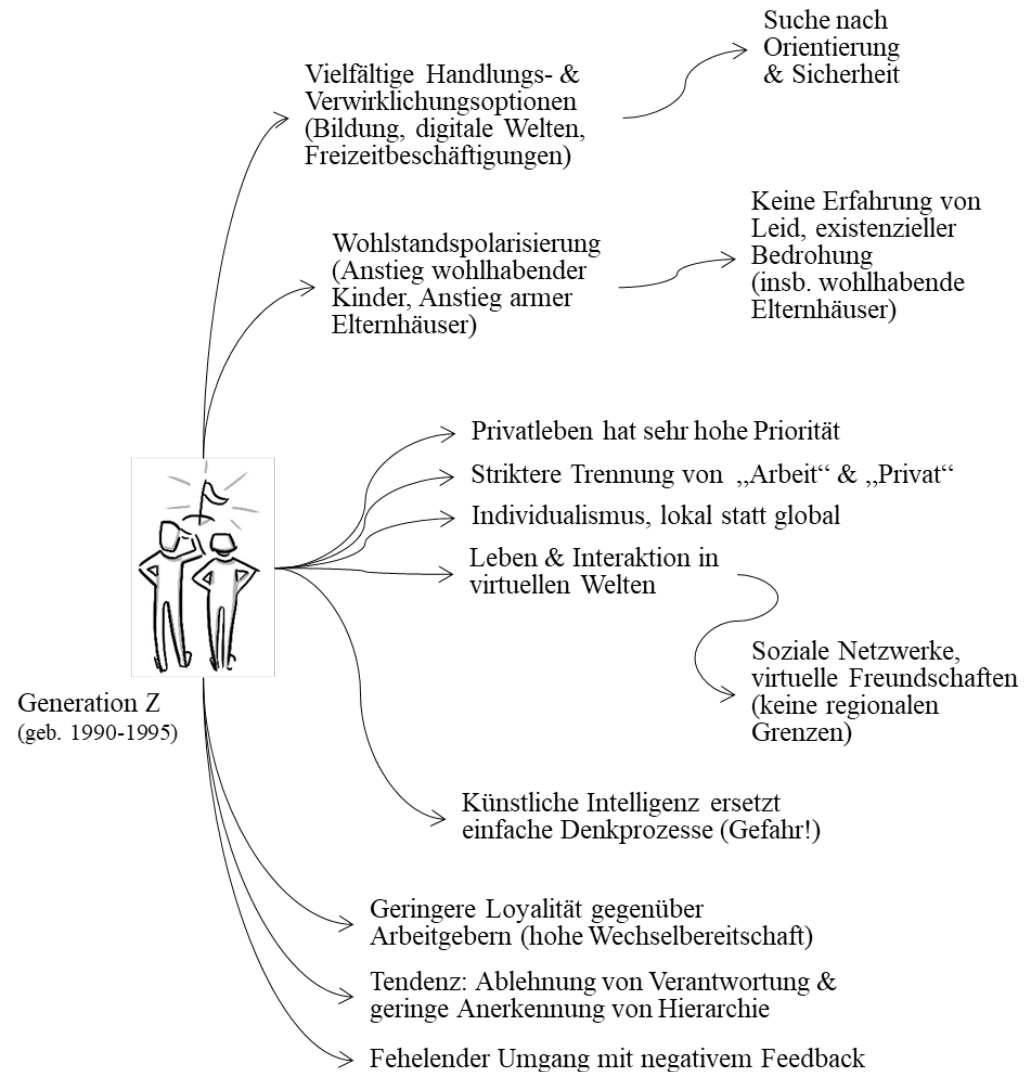 Suche nach
Orientierung
& Sicherheit
Vielfältige Handlungs- &
Verwirklichungsoptionen
(Bildung, digitale Welten,
Freizeitbeschäftigungen)
Keine Erfahrung von
Leid, existenzieller
Bedrohung
(insb. wohlhabende
Elternhäuser)
Wohlstandspolarisierung
(Anstieg wohlhabender
Kinder, Anstieg armer
Elternhäuser)
Privatleben hat sehr hohe Priorität
Striktere Trennung von „Arbeit“ & „Privat“
Individualismus, lokal statt global
Leben & Interaktion in
virtuellen Welten
Soziale Netzwerke,
virtuelle Freundschaften
(keine regionalen
Grenzen)
Generation Z
(geb. 1990-1995)
Künstliche Intelligenz ersetzt
einfache Denkprozesse (Gefahr!)
Geringere Loyalität gegenüber
Arbeitgebern (hohe Wechselbereitschaft)
Tendenz: Ablehnung von Verantwortung &
geringe Anerkennung von Hierarchie
Fehelender Umgang mit negativem Feedback